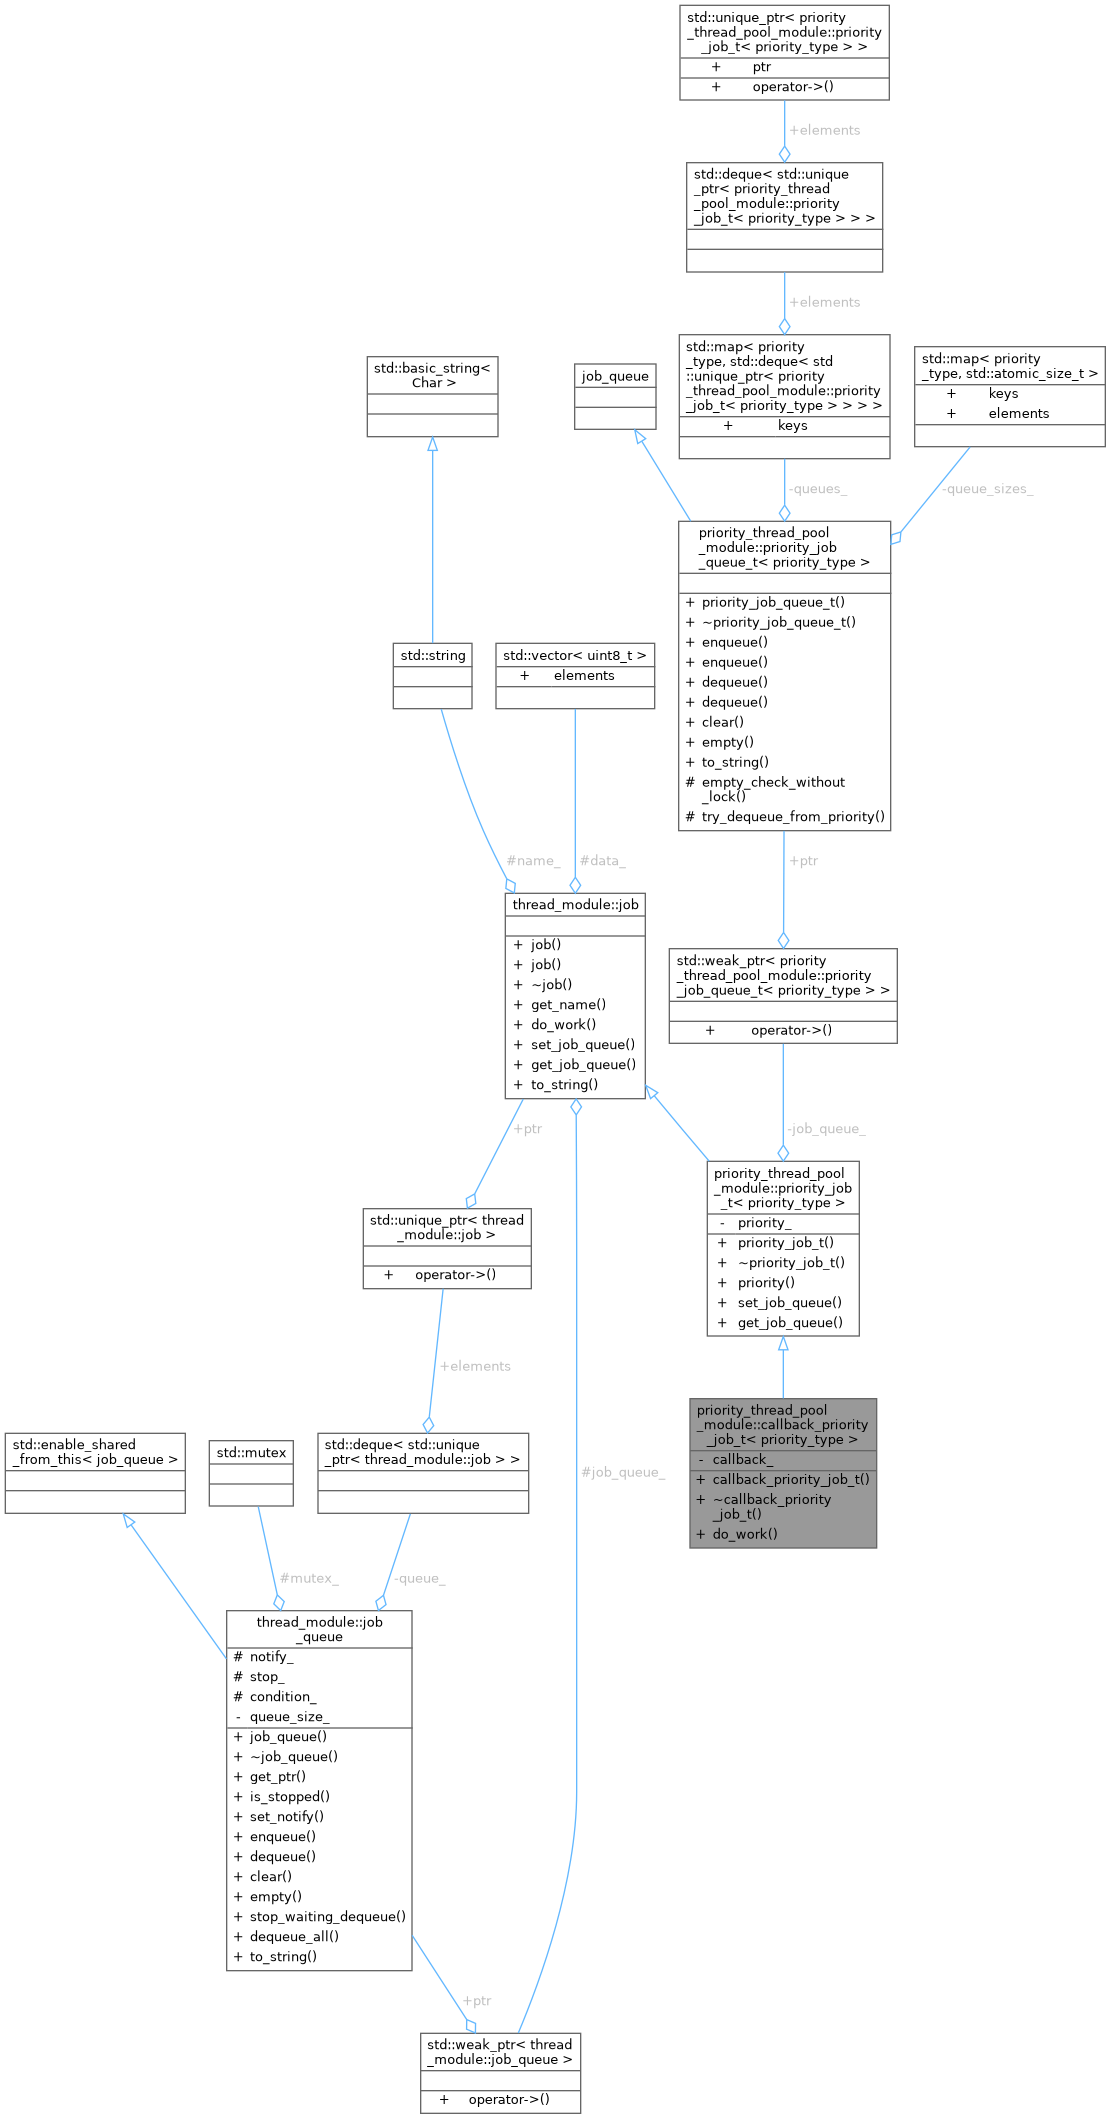 std::unique_ptr< priority
_thread_pool_module::priority
_job_t< priority_type > >
+ ptr
+ operator->()
+elements
std::deque< std::unique
_ptr< priority_thread
_pool_module::priority
_job_t< priority_type > > >
+elements
std::map< priority
_type, std::deque< std
::unique_ptr< priority
_thread_pool_module::priority
_job_t< priority_type > > > >
+ keys
std::map< priority
_type, std::atomic_size_t >
+ keys
+ elements
std::basic_string<
Char >
job_queue
-queues_
-queue_sizes_
priority_thread_pool
_module::priority_job
_queue_t< priority_type >
+ priority_job_queue_t()
+ ~priority_job_queue_t()
+ enqueue()
+ enqueue()
+ dequeue()
+ dequeue()
+ clear()
+ empty()
+ to_string()
# empty_check_without
_lock()
# try_dequeue_from_priority()
std::string
std::vector< uint8_t >
+ elements
#name_
#data_
+ptr
thread_module::job
+ job()
+ job()
+ ~job()
+ get_name()
+ do_work()
+ set_job_queue()
+ get_job_queue()
+ to_string()
std::weak_ptr< priority
_thread_pool_module::priority
_job_queue_t< priority_type > >
+ operator->()
+ptr
-job_queue_
priority_thread_pool
_module::priority_job
_t< priority_type >
- priority_
+ priority_job_t()
+ ~priority_job_t()
+ priority()
+ set_job_queue()
+ get_job_queue()
std::unique_ptr< thread
_module::job >
+ operator->()
+elements
priority_thread_pool
_module::callback_priority
_job_t< priority_type >
- callback_
+ callback_priority_job_t()
+ ~callback_priority
_job_t()
+ do_work()
std::enable_shared
_from_this< job_queue >
std::mutex
std::deque< std::unique
_ptr< thread_module::job > >
#job_queue_
#mutex_
-queue_
thread_module::job
_queue
# notify_
# stop_
# condition_
- queue_size_
+ job_queue()
+ ~job_queue()
+ get_ptr()
+ is_stopped()
+ set_notify()
+ enqueue()
+ dequeue()
+ clear()
+ empty()
+ stop_waiting_dequeue()
+ dequeue_all()
+ to_string()
+ptr
std::weak_ptr< thread
_module::job_queue >
+ operator->()